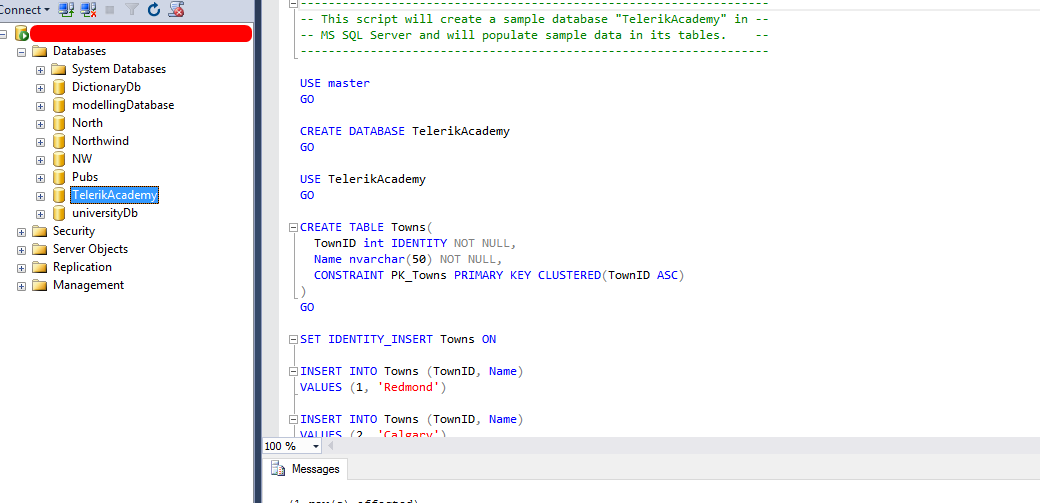 Connect
Databases
System Databases
DictionaryDb
modellingDatabase
North
Northwind
NW
Pubs
TelerikAcademy
universityDb
Security
Server Objects
Replication
Management
------------------------------------------------------------------
-- This script will create a sample database "TelerikAcademy" in --
-- MS SQL Server and will populate sample data in its tables.    --
------------------------------------------------------------------
USE master
GO
CREATE DATABASE TelerikAcademy
GO
USE TelerikAcademy
GO
CREATE TABLE Towns(
TownID int IDENTITY NOT NULL,
Name nvarchar(50) NOT NULL,
CONSTRAINT PK_Towns PRIMARY KEY CLUSTERED(TownID ASC)
)
GO
SET IDENTITY_INSERT Towns ON
INSERT INTO Towns (TownID, Name)
VALUES (1, 'Redmond')
INSERT INTO Towns (TownID, Name)
VALUES (2, 'Calgary')
100 %
Messages
(1 row(s) affected)